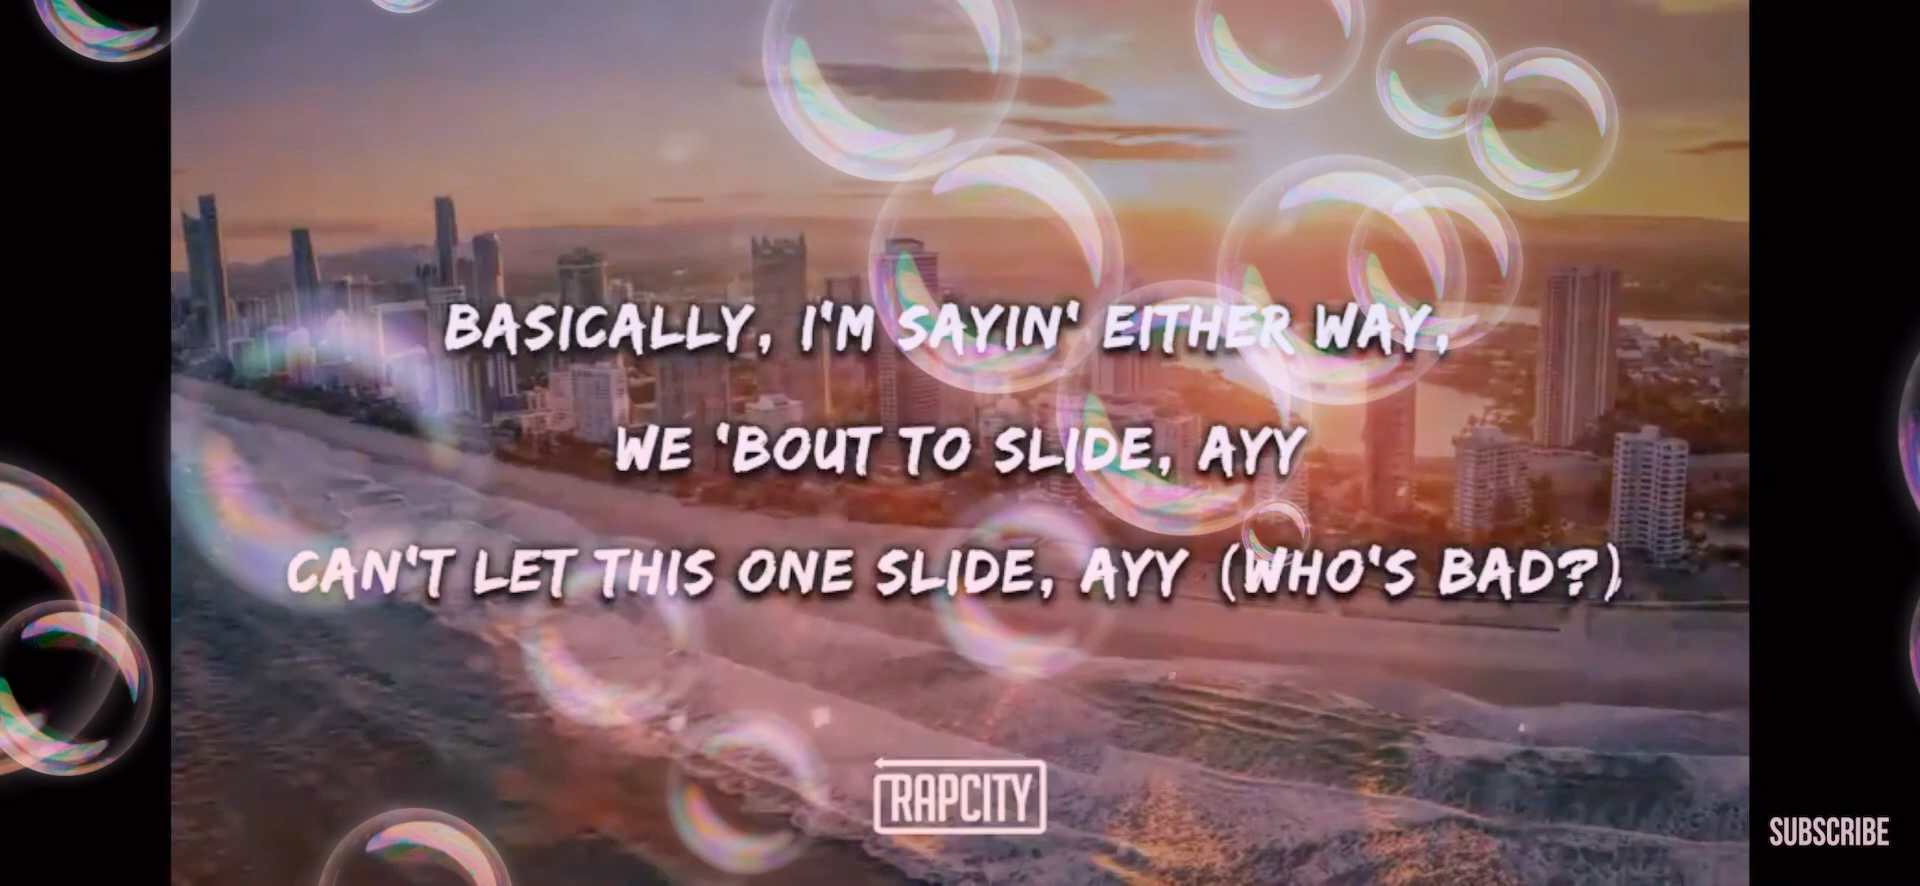 BASICALLY, I'M SAYIN' EITHER WAY,
WE 'BOUT TO SLIDE, AYY
CAN'T LET THIS ONE SLIDE, AYY (WHO'S BAD?)
RAPCITY
SUBSCRIBE